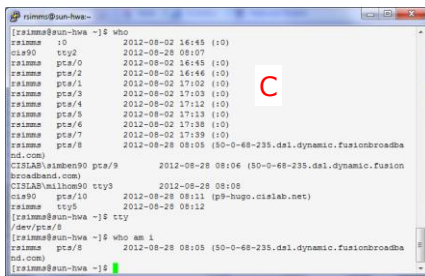 rsimms@sun-hwa:~
[rsimms@sun-hwa ~]$ who
rsimms :0 2012-08-02 16:45 (:0)
cis90 tty2 2012-08-28 08:07
rsimms pts/0 2012-08-02 16:45 (:0)
rsimms pts/2 2012-08-02 16:46 (:0)
rsimms pts/1 2012-08-02 17:02 (:0)
rsimms pts/3 2012-08-02 17:03 (:0)
rsimms pts/4 2012-08-02 17:12 (:0)
rsimms pts/5 2012-08-02 17:13 (:0)
rsimms pts/6 2012-08-02 17:38 (:0)
rsimms pts/7 2012-08-02 17:39 (:0)
C
rsimms pts/8 2012-08-28 08:05 (50-0-68-235.dsl.dynamic.fusionbroadba
nd.com)
CISLAB\simben90 pts/9 2012-08-28 08:06 (50-0-68-235.dsl.dynamic.fusion
broadband.com)
CISLAB\milhom90 tty3 2012-08-28 08:08
cis90 pts/10 2012-08-28 08:11 (p9-hugo.cislab.net)
rsimms tty5 2012-08-28 08:12
[rsimms@sun-hwa ~]$ tty
/dev/pts/8
[rsimms@sun-hwa ~]$ who am i
rsimms pts/8 2012-08-28 08:05 (50-0-68-235.dsl.dynamic.fusionbroadba
nd.com)
[rsimms@sun-hwa ~]$